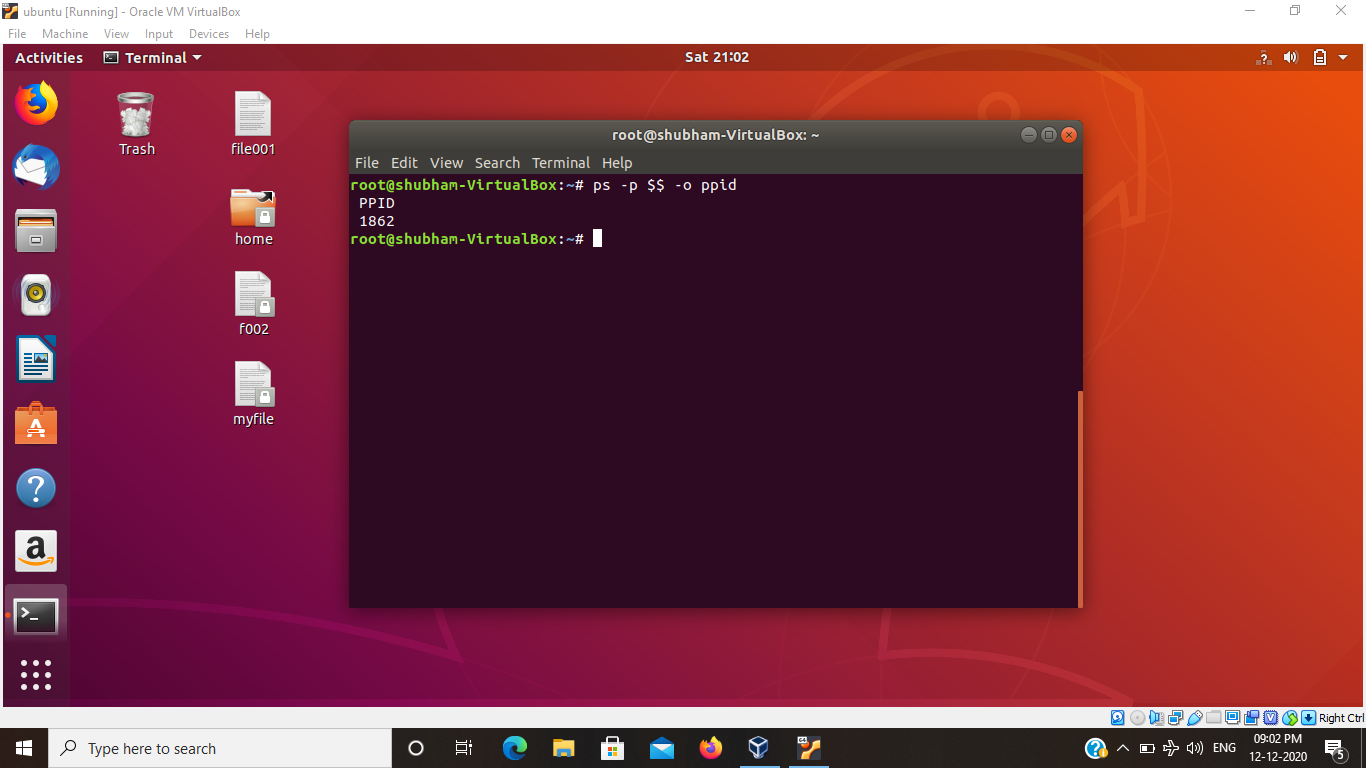 ubuntu [Running] - Oracle VM VirtualBox
File Machine View Input Devices Help
Activities Terminal Sat 21:02
Trash
file001
home
f002
myfile
root@shubham-VirtualBox: ~
File Edit View Search Terminal Help
root@shubham-VirtualBox:~# ps -p $$ -o ppid
PPID
1862
root@shubham-VirtualBox:~#
Right Ctrl
Type here to search
ENG
09:02 PM
12-12-2020
5